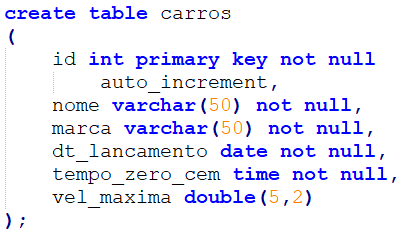 create table carros
(
id int primary key not null
auto_increment,
nome varchar(50) not null,
marca varchar(50) not null,
dt_lancamento date not null,
tempo_zero_cem time not null,
vel_maxima double(5,2)
);